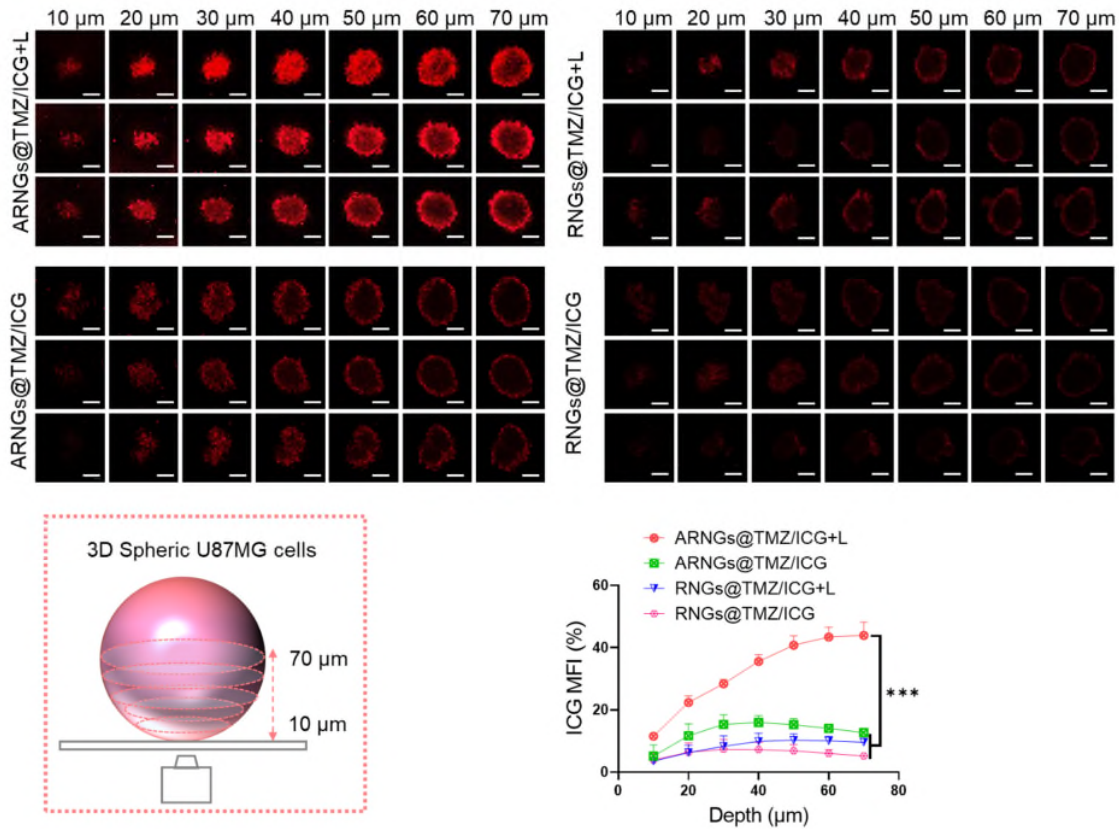 10 μm 20 μm 30 μm 40 μm 50 μm 60 μm 70 μm
ARNGs@TMZ/ICG+L
ARNGs@TMZ/ICG
10 μm 20 μm 30 μm 40 μm 50 μm 60 μm 70 μm
RNGs@TMZ/ICG+L
RNGs@TMZ/ICG
3D Spheric U87MG cells
70 μm
10 μm
ARNGs@TMZ/ICG+L
ARNGs@TMZ/ICG
RNGs@TMZ/ICG+L
RNGs@TMZ/ICG
ICG MFI (%)
60
40
20
0
***
0 20 40 60 80
Depth (μm)